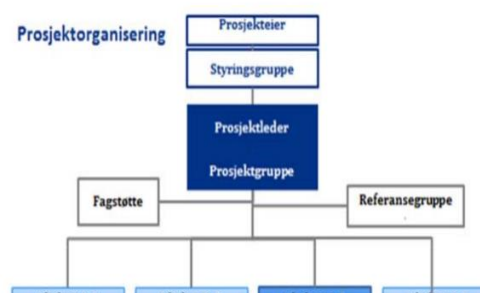 Prosjektorganisering
Prosjekteier
Styringsgruppe
Prosjektleder
Prosjektgruppe
Fagstøtte
Referansegruppe